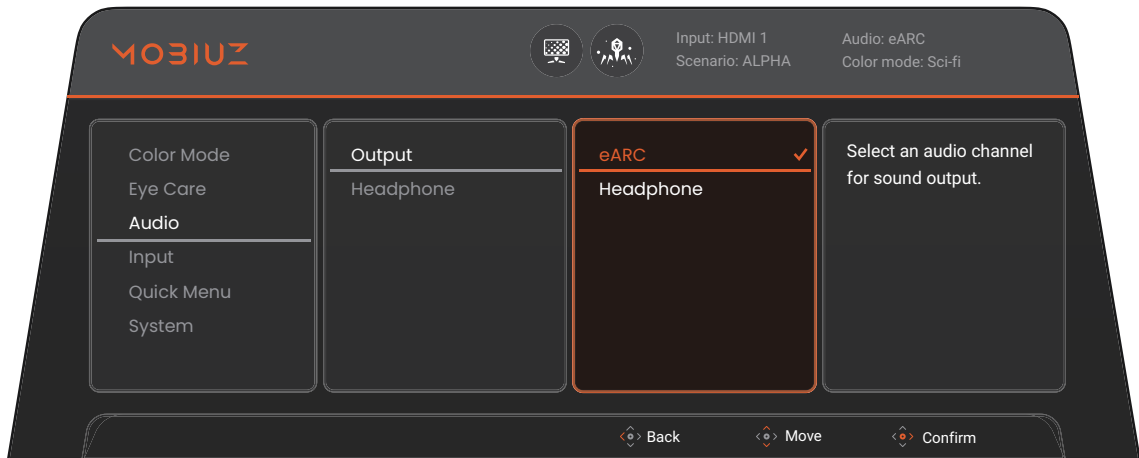 MOBIUZ
Input: HDMI 1
Scenario: ALPHA
Audio: eARC
Color mode: Sci-fi
Color Mode
Eye Care
Audio
Input
Quick Menu
System
Output
Headphone
eARC
Headphone
Select an audio channel
for sound output.
Back
Move
Confirm